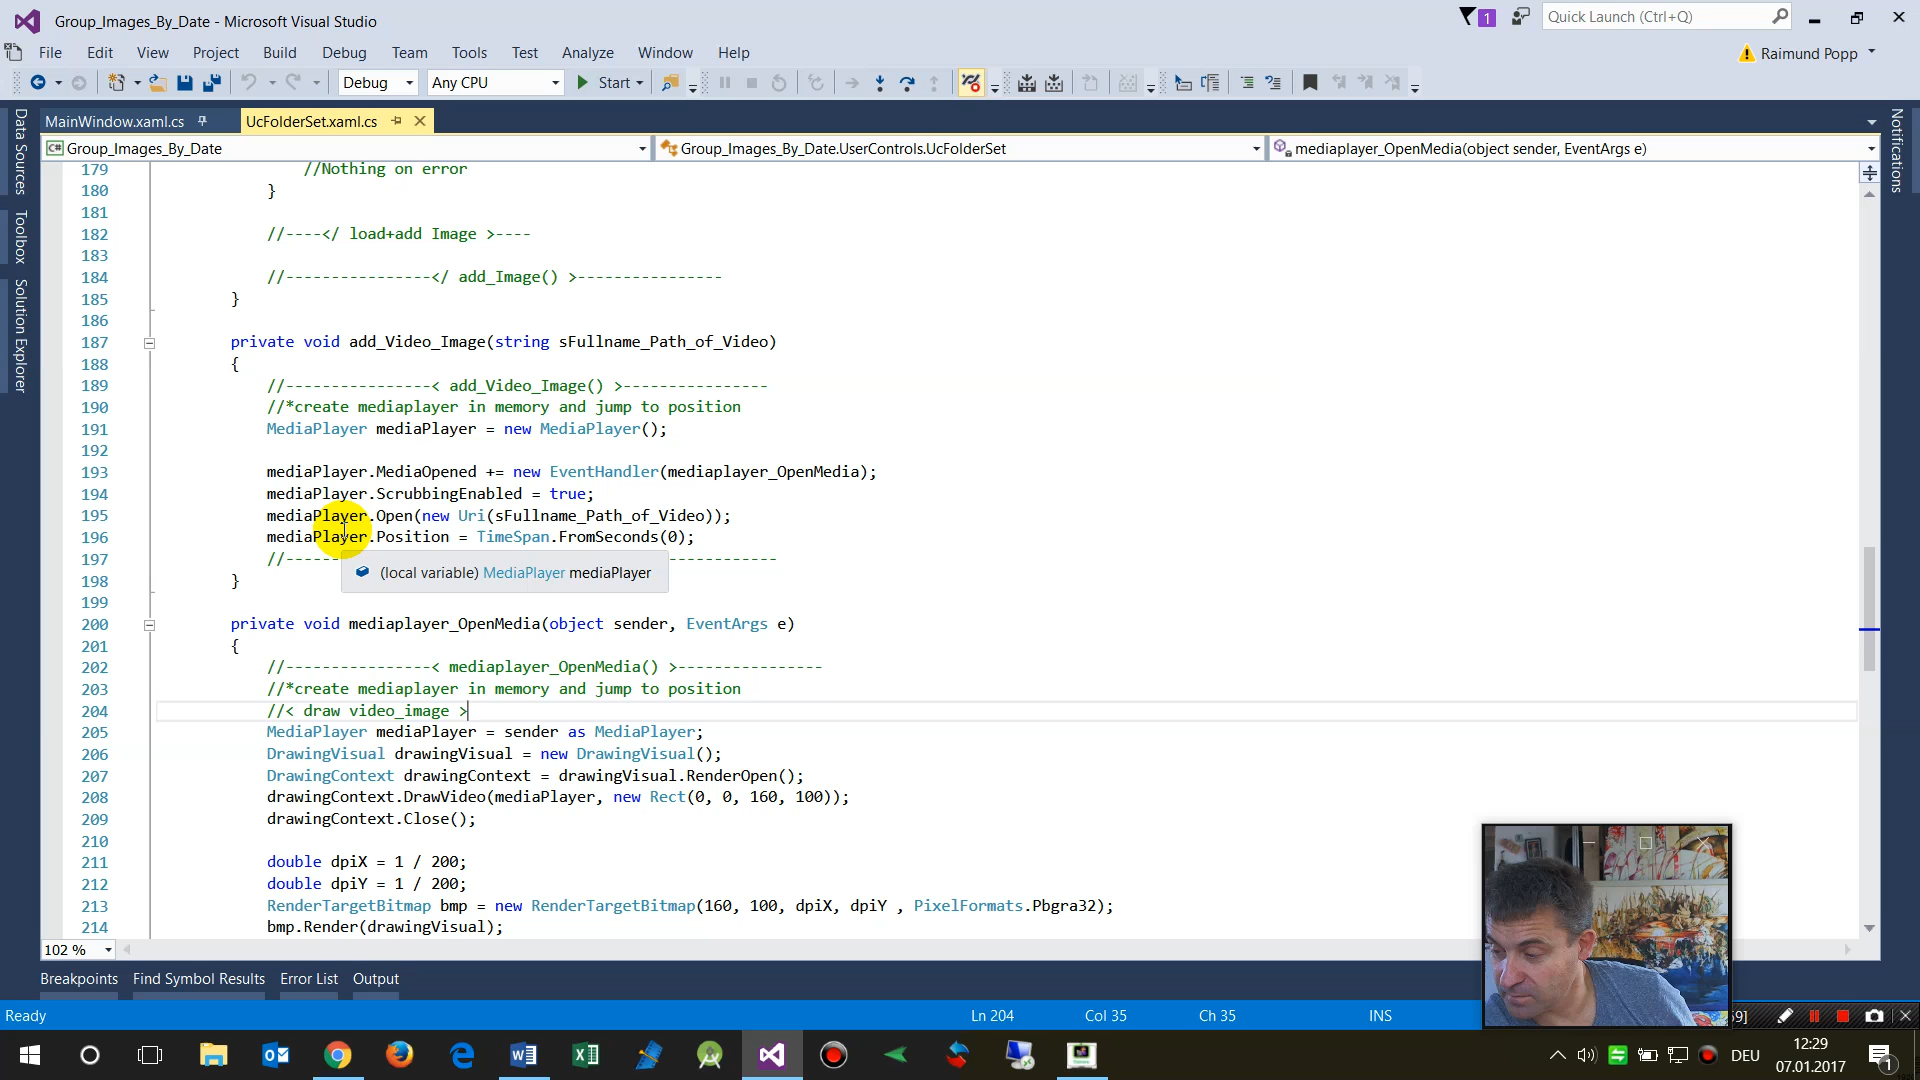 Group_Images_By_Date - Microsoft Visual Studio
1
Quick Launch (Ctrl+Q)
File Edit View Project Build Debug Team Tools Test Analyze Window Help
Raimund Popp
Debug
Any CPU
Start
MainWindow.xaml.cs
UcFolderSet.xaml.cs
C# Group_Images_By_Date
Group_Images_By_Date.UserControls.UcFolderSet
mediaplayer_OpenMedia(object sender, EventArgs e)
Data Sources
Toolbox
Solution Explorer
Notifications
179 //Nothing on error
180 }
181
182 //----</ load+add Image >----
183
184 //----------------</ add_Image() >----------------
185 }
186
187 private void add_Video_Image(string sFullname_Path_of_Video)
188 {
189 //----------------< add_Video_Image() >----------------
190 //*create mediaplayer in memory and jump to position
191 MediaPlayer mediaPlayer = new MediaPlayer();
192
193 mediaPlayer.MediaOpened += new EventHandler(mediaplayer_OpenMedia);
194 mediaPlayer.ScrubbingEnabled = true;
195 mediaPlayer.Open(new Uri(sFullname_Path_of_Video));
196 mediaPlayer.Position = TimeSpan.FromSeconds(0);
197 //---- ------------
(local variable) MediaPlayer mediaPlayer
198 }
199
200 private void mediaplayer_OpenMedia(object sender, EventArgs e)
201 {
202 //----------------< mediaplayer_OpenMedia() >----------------
203 //*create mediaplayer in memory and jump to position
204 //< draw video_image >
205 MediaPlayer mediaPlayer = sender as MediaPlayer;
206 DrawingVisual drawingVisual = new DrawingVisual();
207 DrawingContext drawingContext = drawingVisual.RenderOpen();
208 drawingContext.DrawVideo(mediaPlayer, new Rect(0, 0, 160, 100));
209 drawingContext.Close();
210
211 double dpiX = 1 / 200;
212 double dpiY = 1 / 200;
213 RenderTargetBitmap bmp = new RenderTargetBitmap(160, 100, dpiX, dpiY , PixelFormats.Pbgra32);
214 bmp.Render(drawingVisual);
102 %
Breakpoints Find Symbol Results Error List Output
Ready
Ln 204 Col 35 Ch 35 INS
59]
DEU
12:29
07.01.2017
1